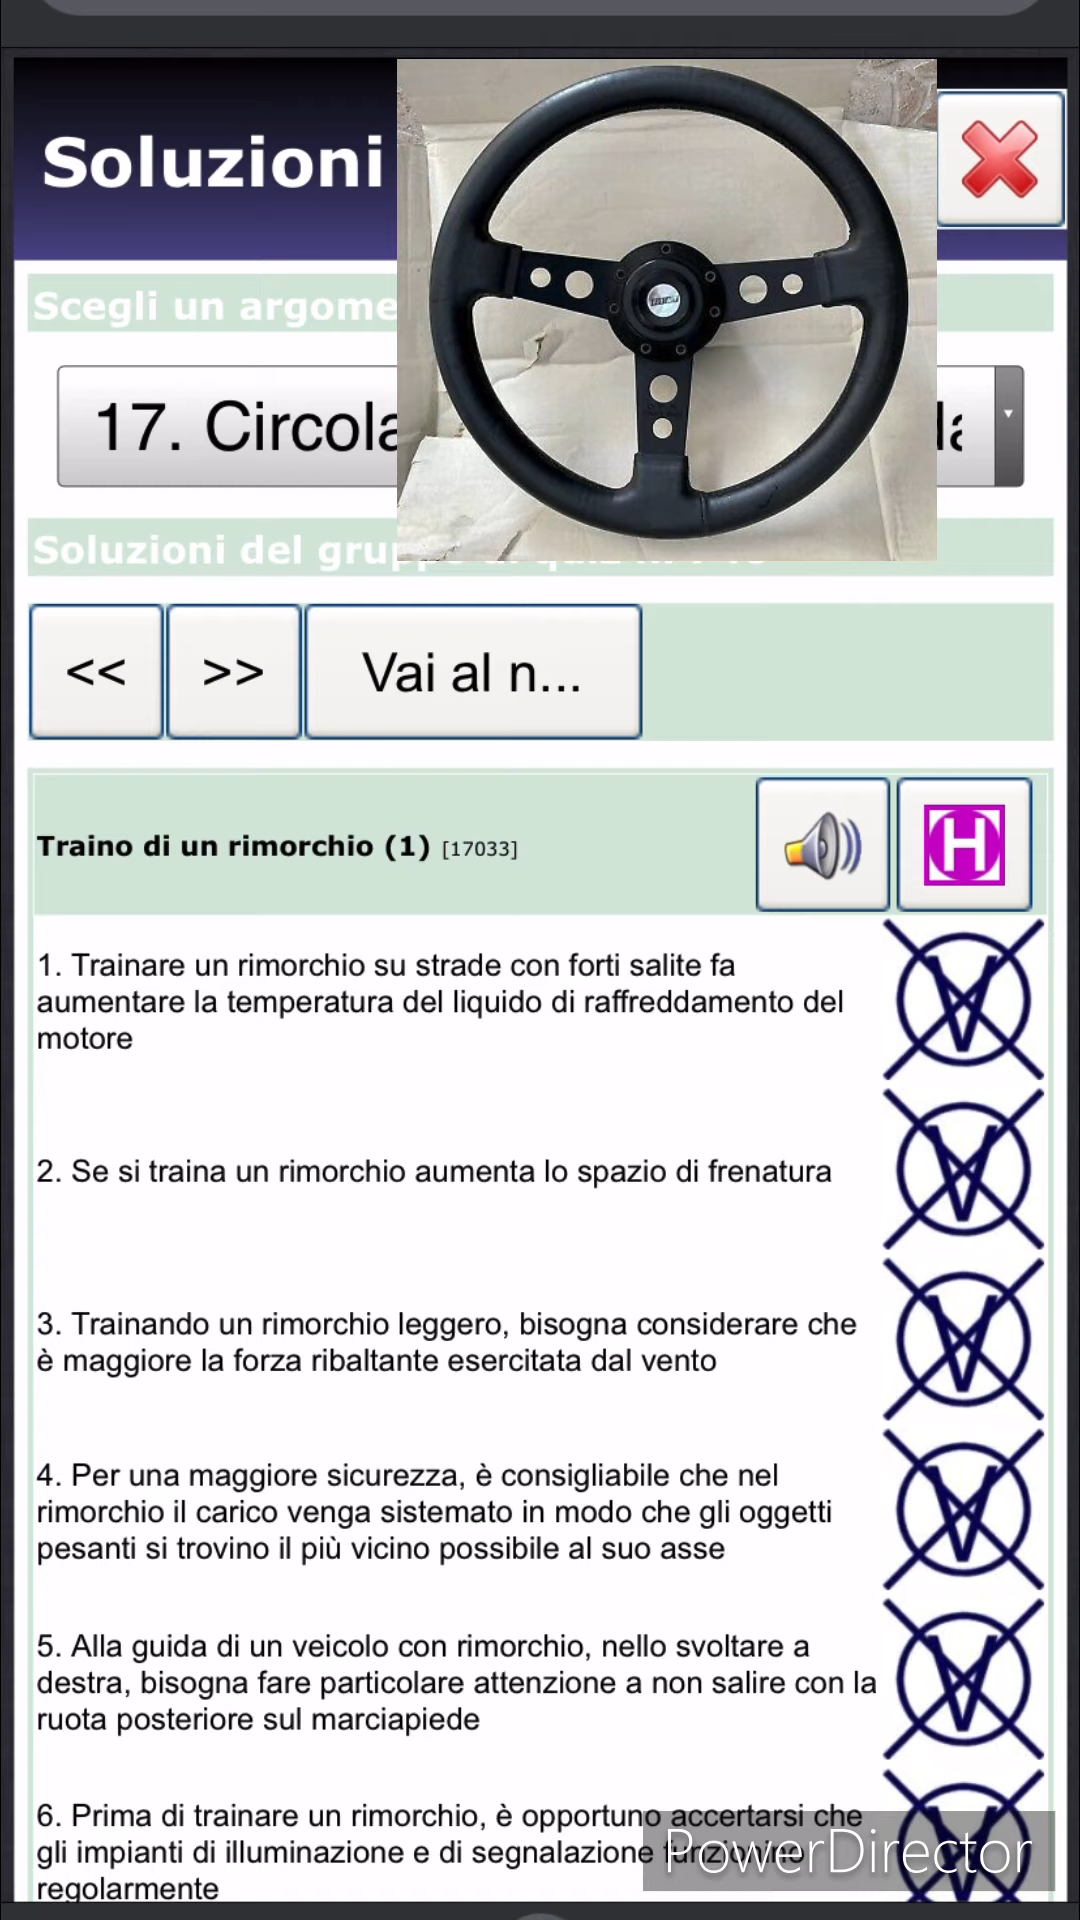 Soluzioni
Scegli un argome
17. Circola
Soluzioni del
<< >> Vai al n...
Traino di un rimorchio (1) [17033]
1. Trainare un rimorchio su strade con forti salite fa
aumentare la temperatura del liquido di raffreddamento del
motore
V
2. Se si traina un rimorchio aumenta lo spazio di frenatura
V
3. Trainando un rimorchio leggero, bisogna considerare che
è maggiore la forza ribaltante esercitata dal vento
V
4. Per una maggiore sicurezza, è consigliabile che nel
rimorchio il carico venga sistemato in modo che gli oggetti
pesanti si trovino il più vicino possibile al suo asse
V
5. Alla guida di un veicolo con rimorchio, nello svoltare a
destra, bisogna fare particolare attenzione a non salire con la
ruota posteriore sul marciapiede
V
6. Prima di trainare un rimorchio, è opportuno accertarsi che
gli impianti di illuminazione e di segnalazione funzionino
regolarmente
V
PowerDirector